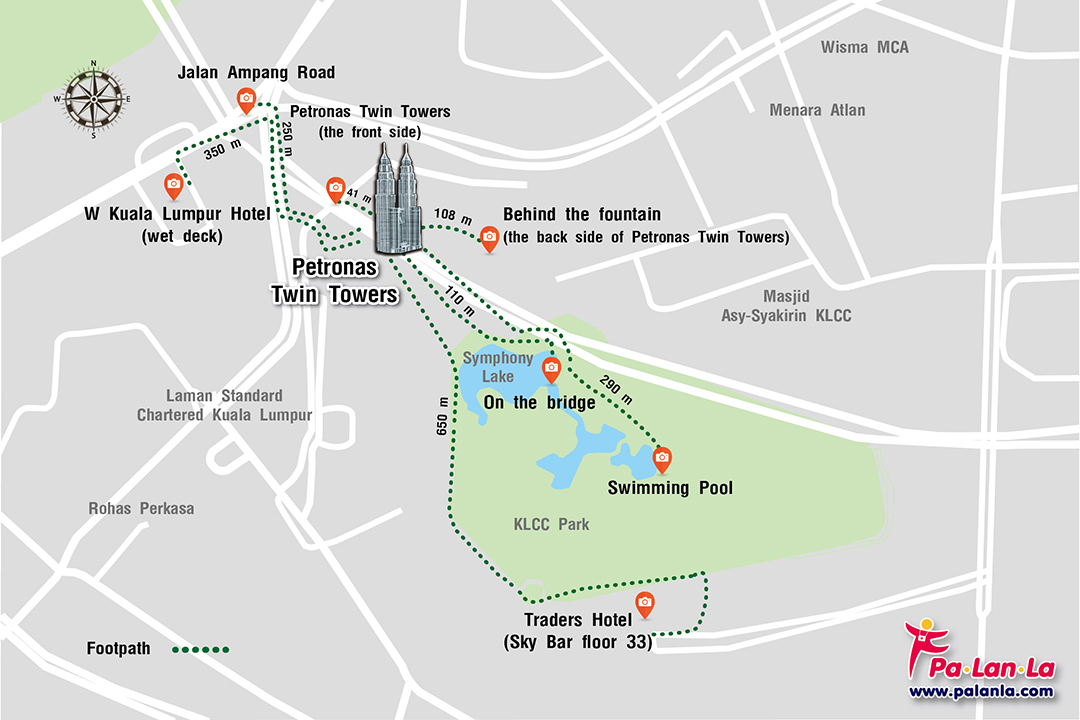 Wisma MCA
N
W
E
S
Jalan Ampang Road
Menara Atlan
Petronas Twin Towers
(the front side)
250 m
350 m
41 m
W Kuala Lumpur Hotel
(wet deck)
108 m
Behind the fountain
(the back side of Petronas Twin Towers)
Petronas
Twin Towers
110 m
Masjid
Asy-Syakirin KLCC
Symphony
Lake
290 m
On the bridge
Laman Standard
Chartered Kuala Lumpur
650 m
Swimming Pool
Rohas Perkasa
KLCC Park
Traders Hotel
(Sky Bar floor 33)
Footpath
Pa·Lan·La
www.palanla.com